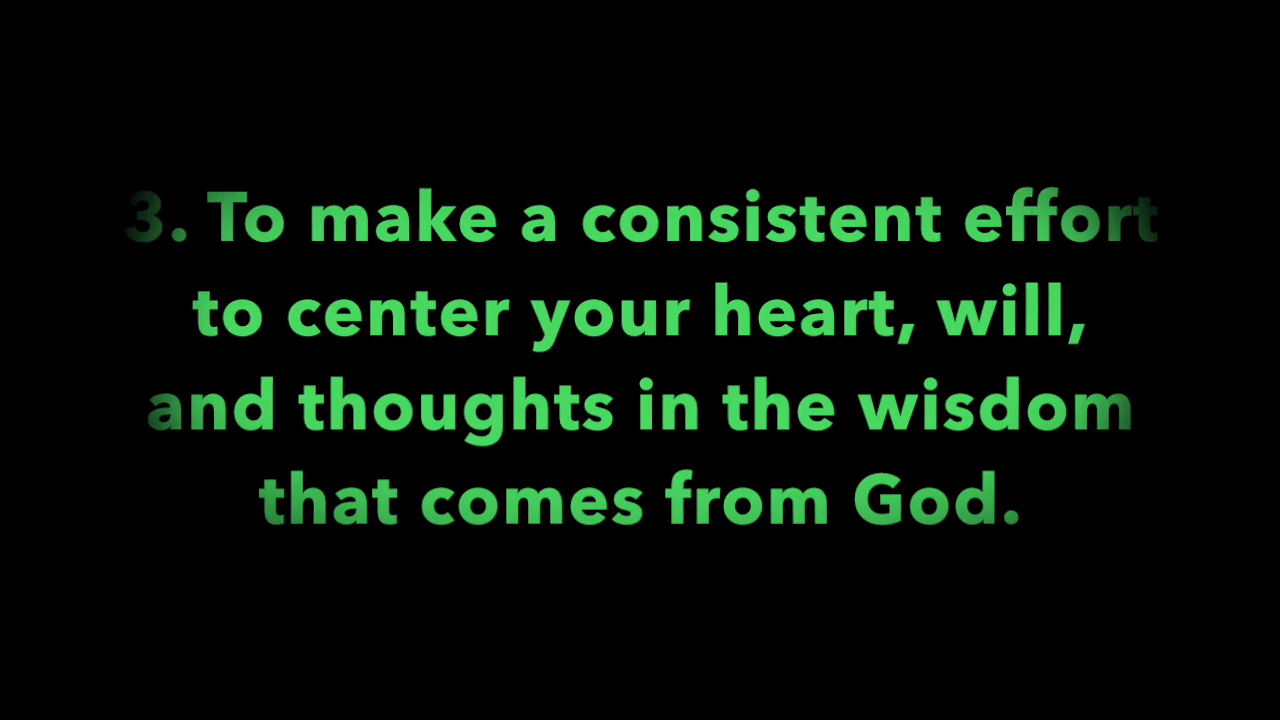 3. To make a consistent effort
to center your heart, will,
and thoughts in the wisdom
that comes from God.